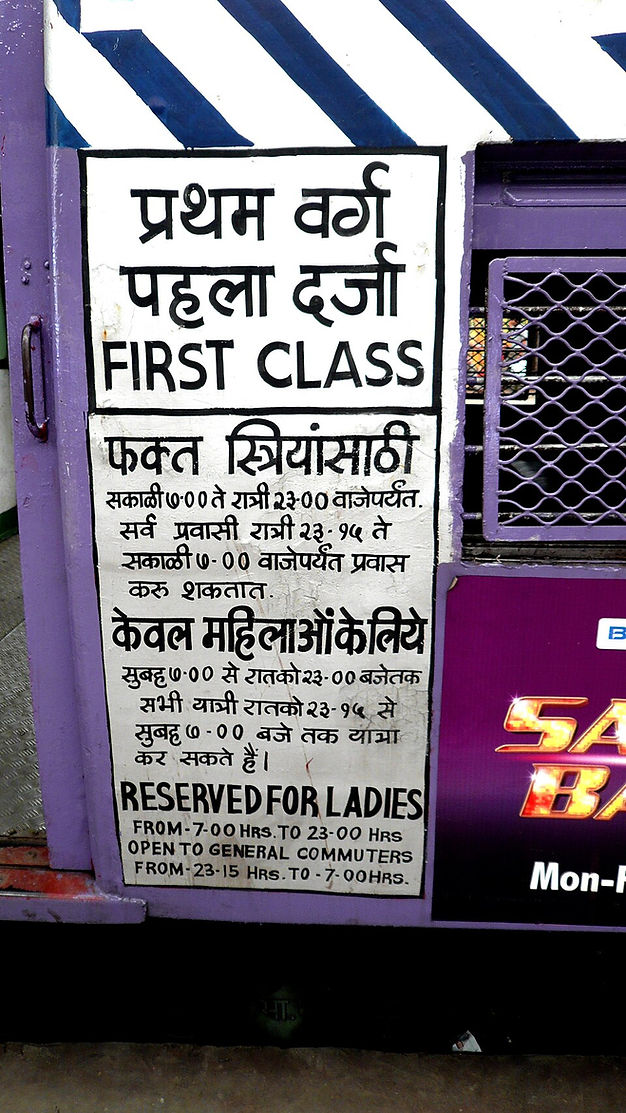 प्रथम वर्ग
पहला दर्जा
FIRST CLASS
फक्त स्त्रियांसाठी
सकाळी ७-०० ते रात्री २३-०० वाजेपर्यंत.
सर्व प्रवासी रात्री २३-१५ ते
सकाळी ७-०० वाजेपर्यंत प्रवास
करु शकतात.
केवल महिलाओं के लिये
सुबह ७-०० से रातको २३-०० बजेतक
सभी यात्री रातको २३-१५ से
सुबह ७-०० बजे तक यात्रा
कर सकते हैं।
RESERVED FOR LADIES
FROM-7-00 HRS. TO 23-00 HRS
OPEN TO GENERAL COMMUTERS
FROM-23-15 HRS. TO -7-00 HRS.
B
SA
BA
Mon-F